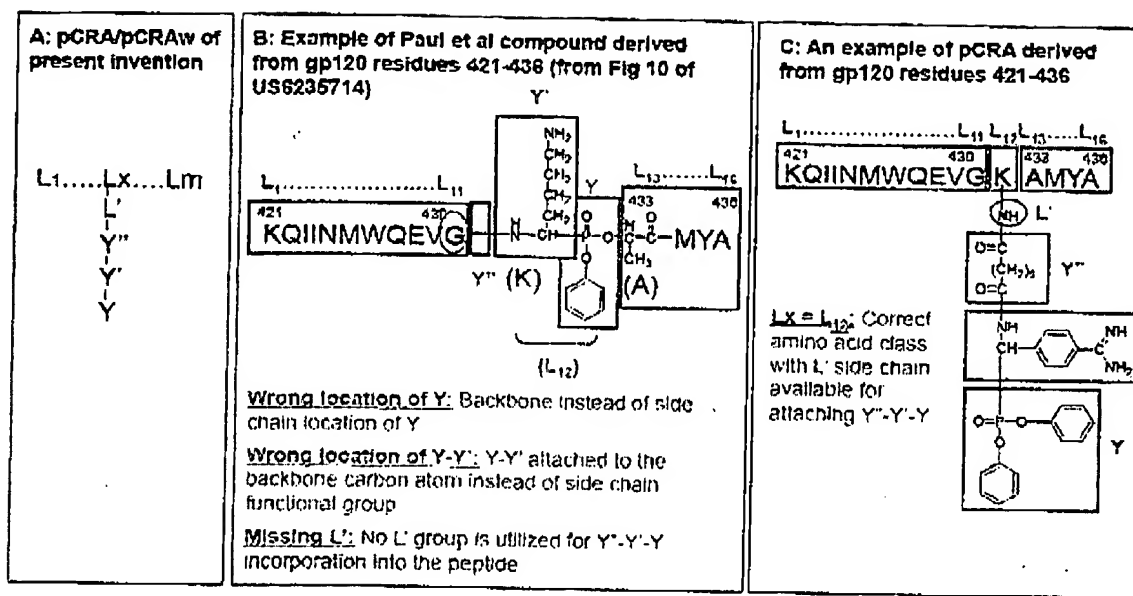 A: pCRA/pCRAw of
present invention
L1.....Lx....Lm
L'
Y''
Y'
Y
B: Example of Paul et al compound derived
from gp120 residues 421-436 (from Fig 10 of
US6235714)
Y'
NH2
CH2
CH2
CH2
CH2
L1...............................L11
Y
L13......L16
421
430
433
436
KQIINMWQEVG
N
H
CH
O
P
O
O
H
N
C
C
O
CH3
MYA
Y''
(K)
(A)
(L12)
Wrong location of Y: Backbone instead of side
chain location of Y
Wrong location of Y-Y': Y-Y' attached to the
backbone carbon atom instead of side chain
functional group
Missing L': No L' group is utilized for Y''-Y'-Y
incorporation into the peptide
C: An example of pCRA derived
from gp120 residues 421-436
L1...............................L11 L12 L13......L16
421
430
433
436
KQIINMWQEVG K AMYA
NH
L'
O=C
(CH2)
O=C
Y''
NH
CH
NH
NH2
O=P-O
O
Y
Lx = L12: Correct
amino acid class
with L' side chain
available for
attaching Y''-Y'-Y